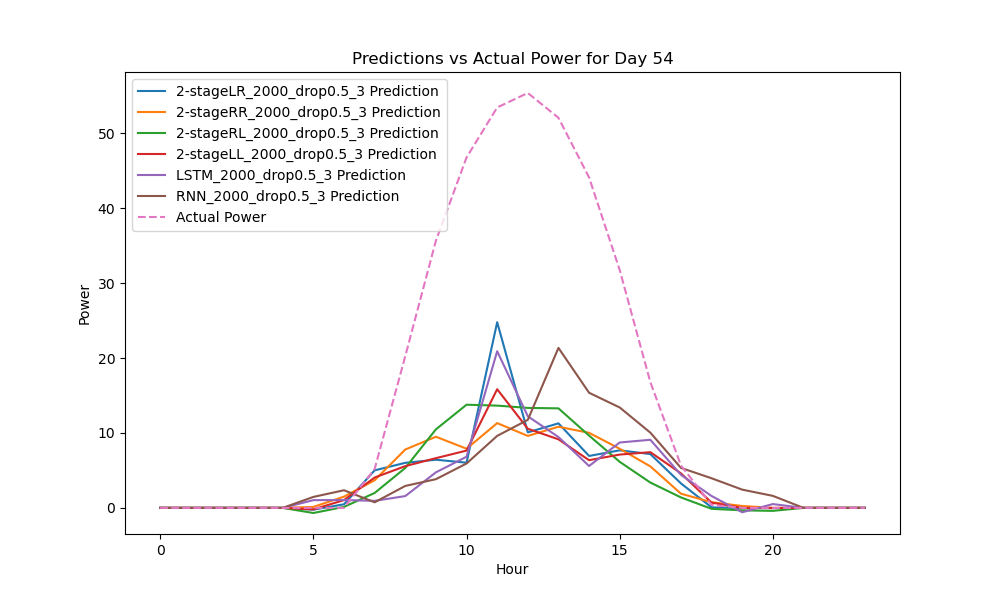 Predictions vs Actual Power for Day 54
2-stageLR_2000_drop0.5_3 Prediction
2-stageRR_2000_drop0.5_3 Prediction
2-stageRL_2000_drop0.5_3 Prediction
2-stageLL_2000_drop0.5_3 Prediction
LSTM_2000_drop0.5_3 Prediction
RNN_2000_drop0.5_3 Prediction
Actual Power
Power
50
40
30
20
10
0
0 5 10 15 20
Hour